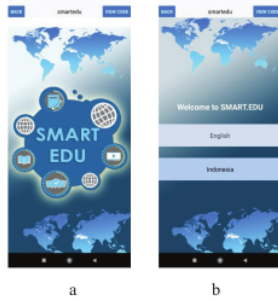 BACK smartedu VIEW CODE
SMART
EDU
a
BACK smartedu VIEW CODE
Welcome to SMART.EDU
English
Indonesia
b